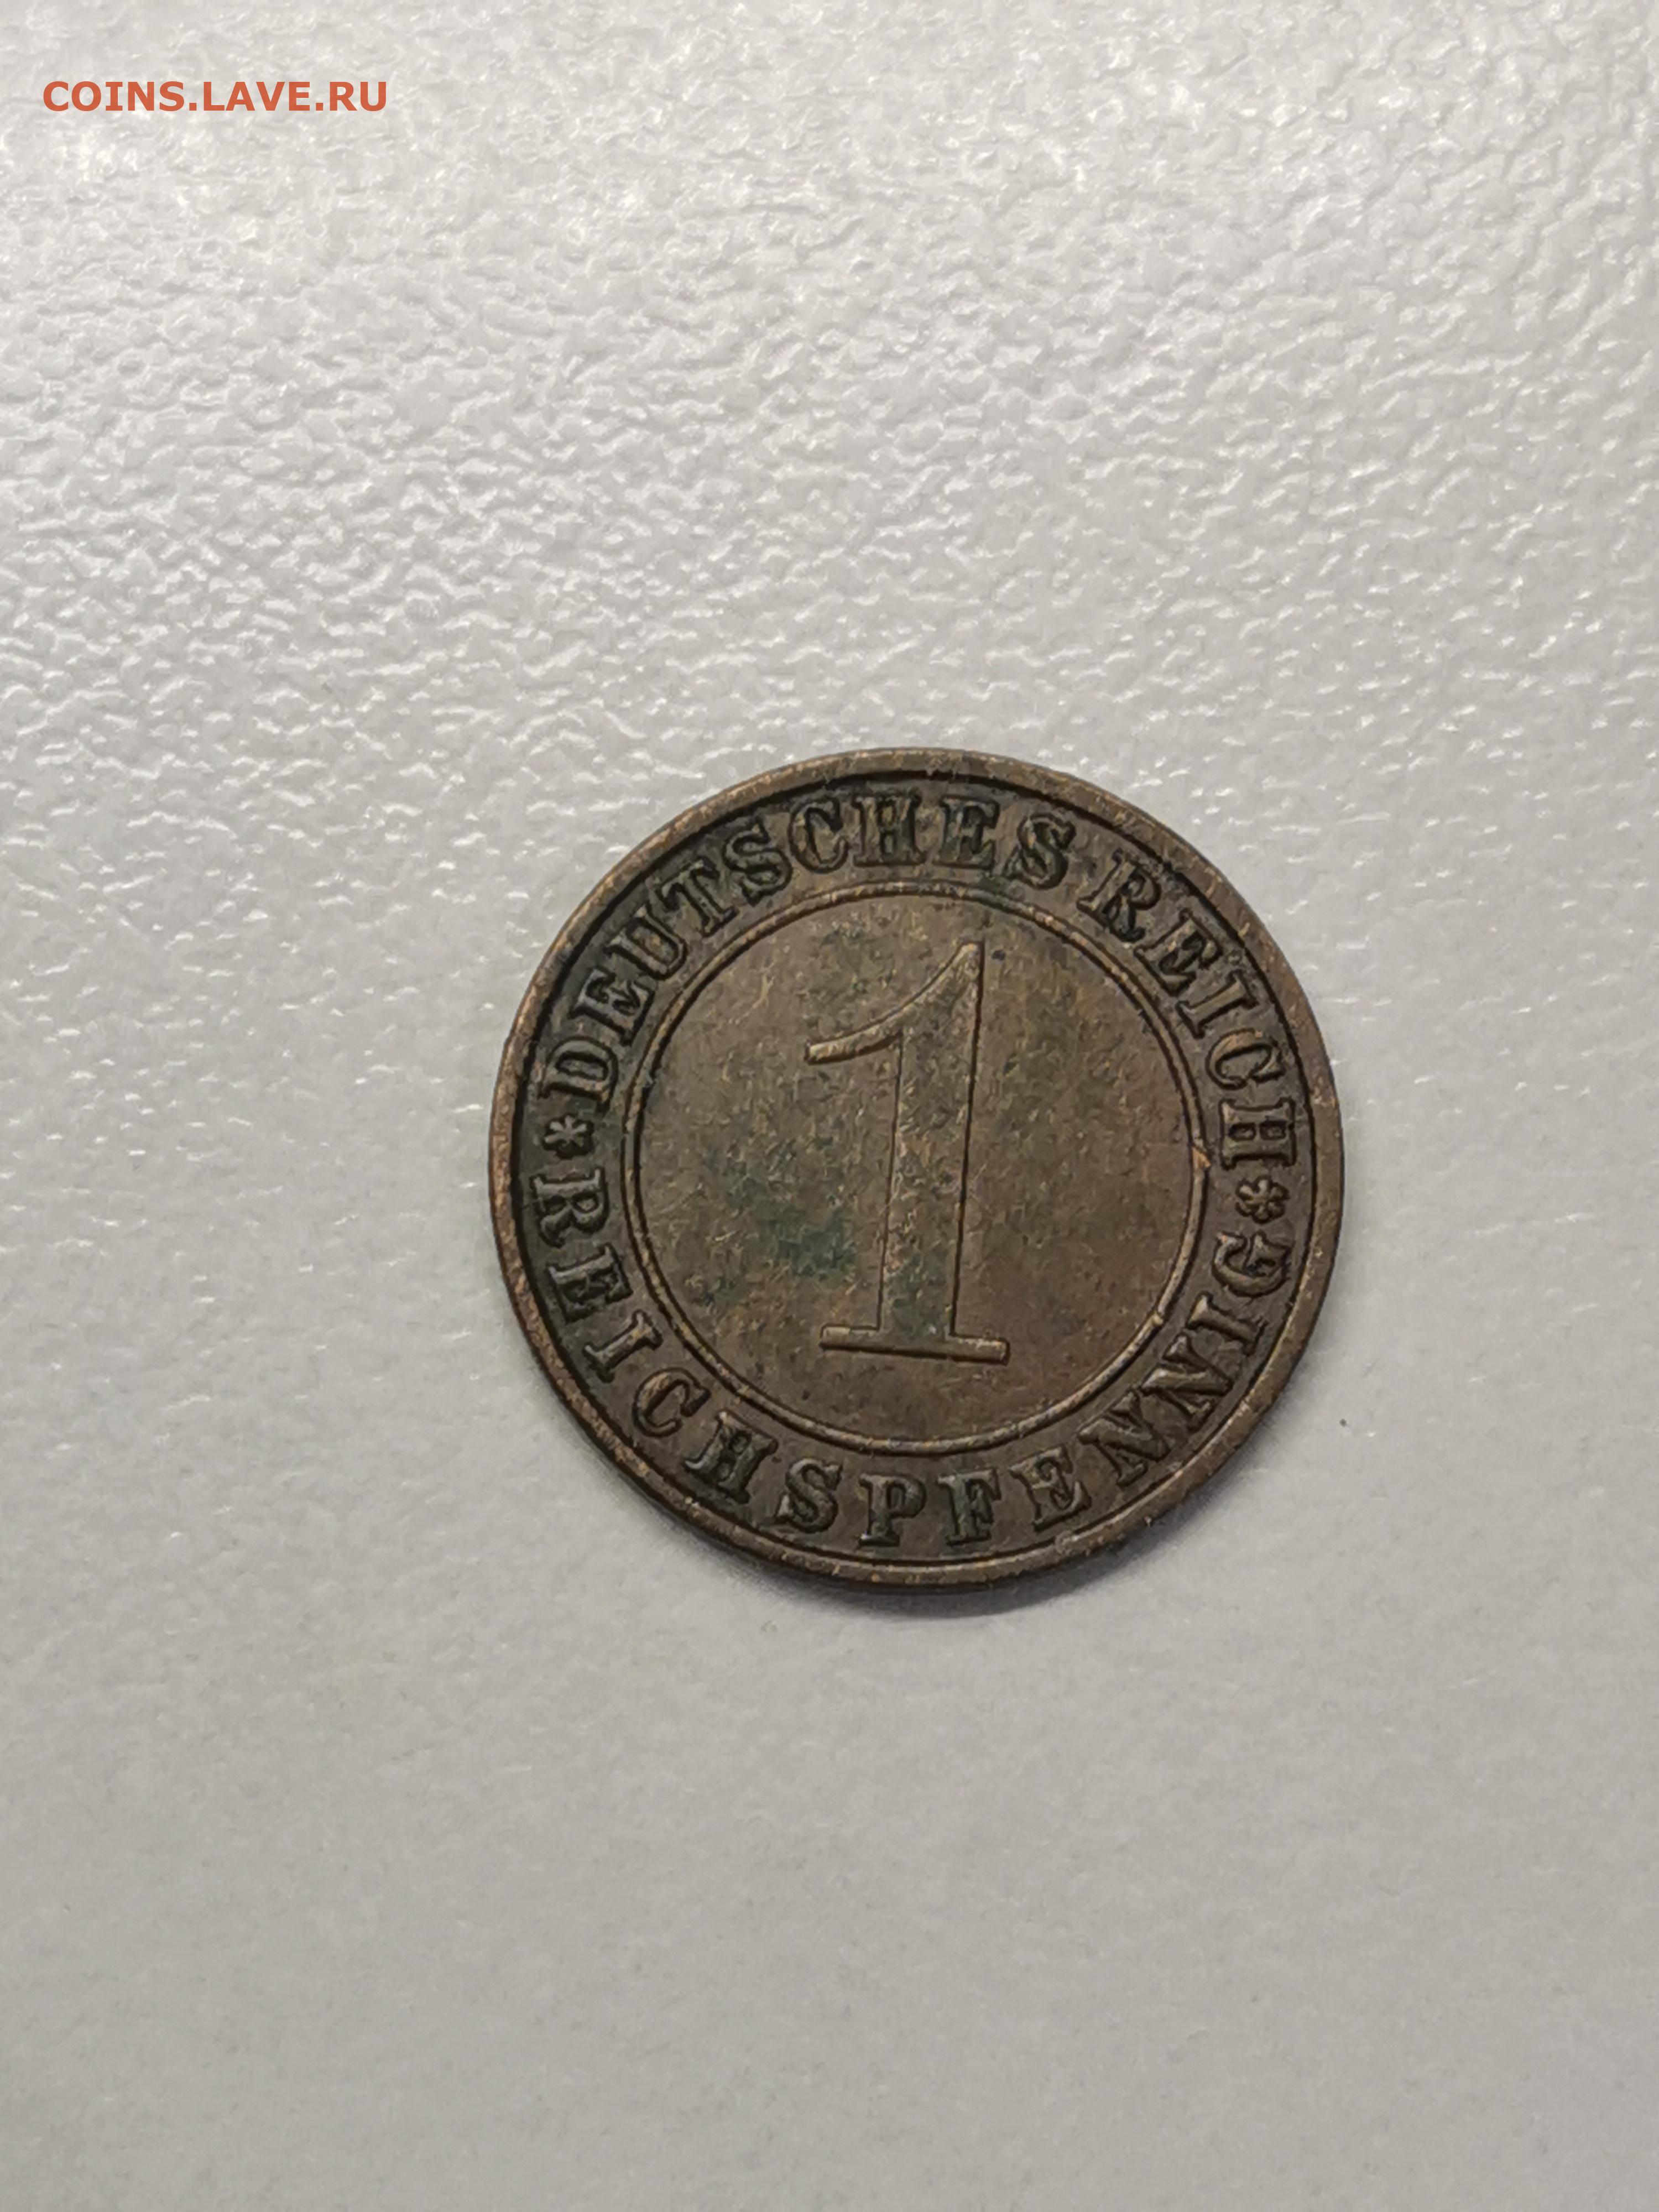 COINS.LAVE.RU
*DEUTSCHES REICH*
1
REICHSPFENNIG